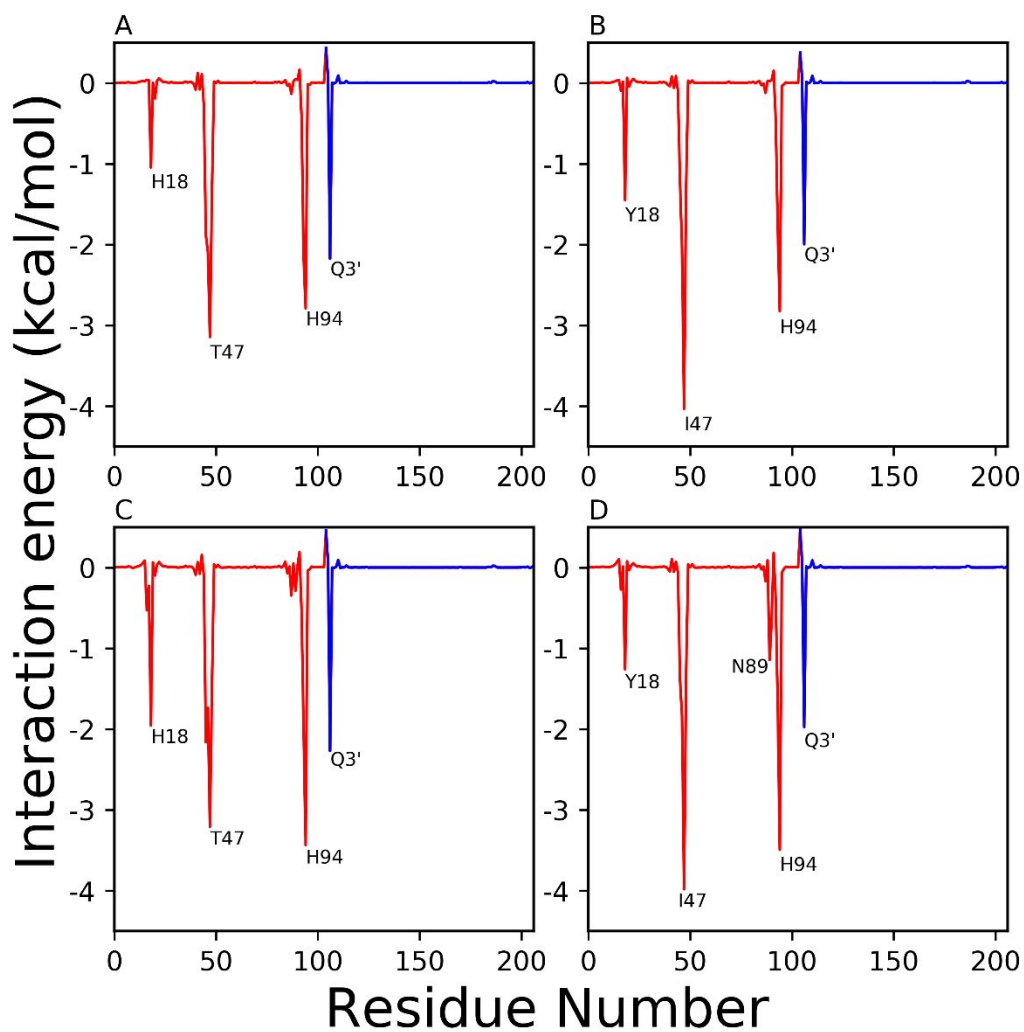 Interaction energy (kcal/mol)
A
0
-1
-2
-3
-4
H18
T47
H94
Q3'
0
50
100
150
200
B
0
-1
-2
-3
-4
Y18
I47
H94
Q3'
0
50
100
150
200
C
0
-1
-2
-3
-4
H18
T47
H94
Q3'
0
50
100
150
200
D
0
-1
-2
-3
-4
Y18
I47
N89
H94
Q3'
0
50
100
150
200
Residue Number